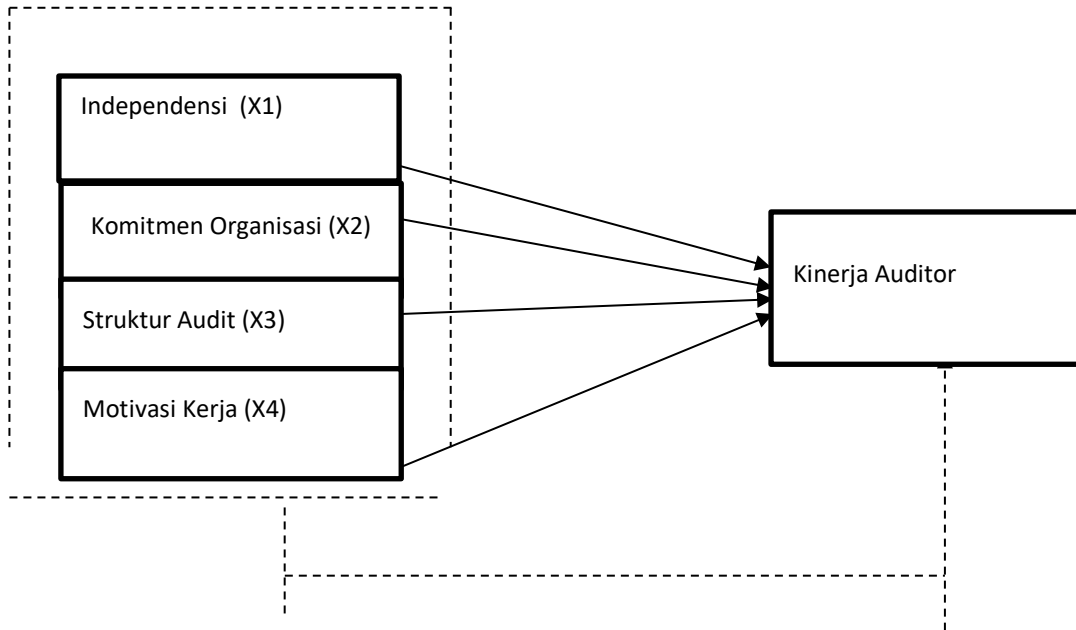 Independensi (X1)
Komitmen Organisasi (X2)
Struktur Audit (X3)
Motivasi Kerja (X4)
Kinerja Auditor